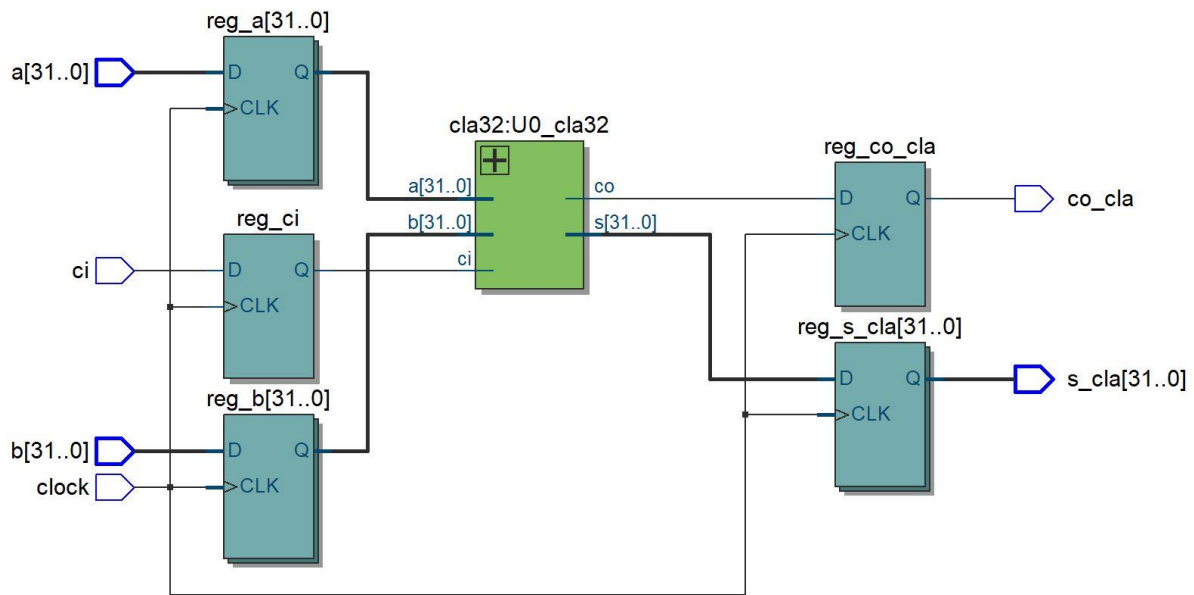 reg_a[31..0]
a[31..0]
D
Q
CLK
cla32:U0_cla32
a[31..0]
b[31..0]
ci
co
s[31..0]
reg_ci
ci
D
Q
CLK
reg_b[31..0]
b[31..0]
clock
D
Q
CLK
reg_co_cla
D
Q
CLK
co_cla
reg_s_cla[31..0]
D
Q
CLK
s_cla[31..0]